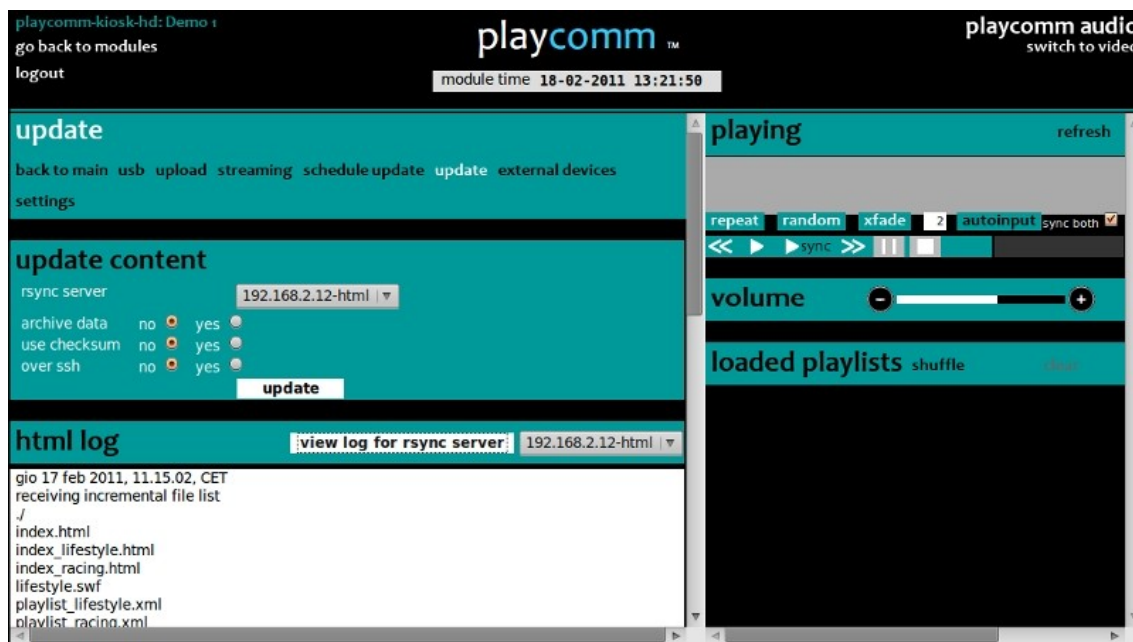 playcomm-kiosk-hd: Demo 1
go back to modules
logout
playcomm ™
module time 18-02-2011 13:21:50
playcomm audio
switch to video
update
back to main usb upload streaming schedule update update external devices
settings
update content
rsync server 192.168.2.12-html
archive data no yes
use checksum no yes
over ssh no yes
update
html log view log for rsync server 192.168.2.12-html
gio 17 feb 2011, 11.15.02, CET
receiving incremental file list
./
index.html
index_lifestyle.html
index_racing.html
lifestyle.swf
playlist_lifestyle.xml
playlist_racing.xml
playing refresh
repeat random xfade 2 autoinput sync both
sync
volume
loaded playlists shuffle clear